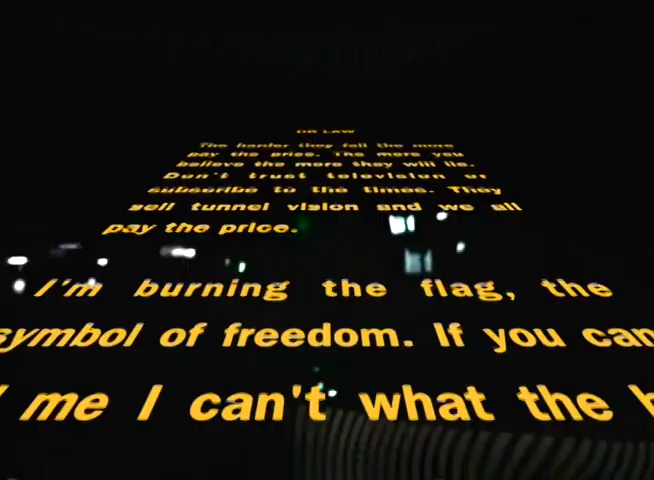 OR LAW
The harder they fall the more
pay the price. The more you
believe the more they will lie.
Don't trust television or
subscribe to the times. They
sell tunnel vision and we all
pay the price.
I'm burning the flag, the
symbol of freedom. If you can
me I can't what the